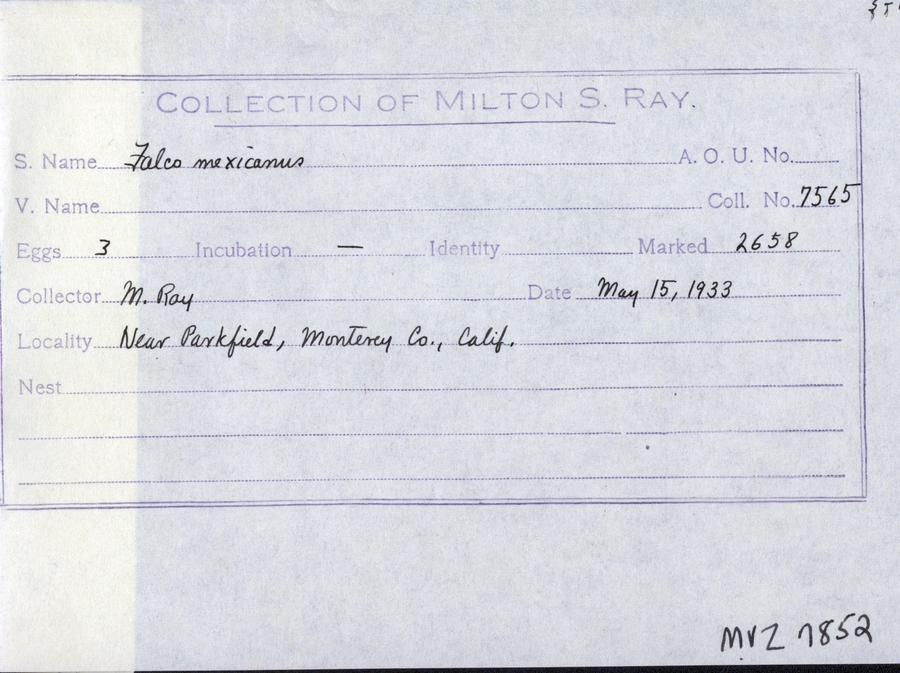 COLLECTION OF MILTON S. RAY.
S. Name Falco mexicanus A. O. U. No.
V. Name Coll. No. 7565
Eggs 3 Incubation — Identity Marked 2658
Collector M. Ray Date May 15, 1933
Locality Near Parkfield, Monterey Co., Calif.
Nest
MVZ 7852